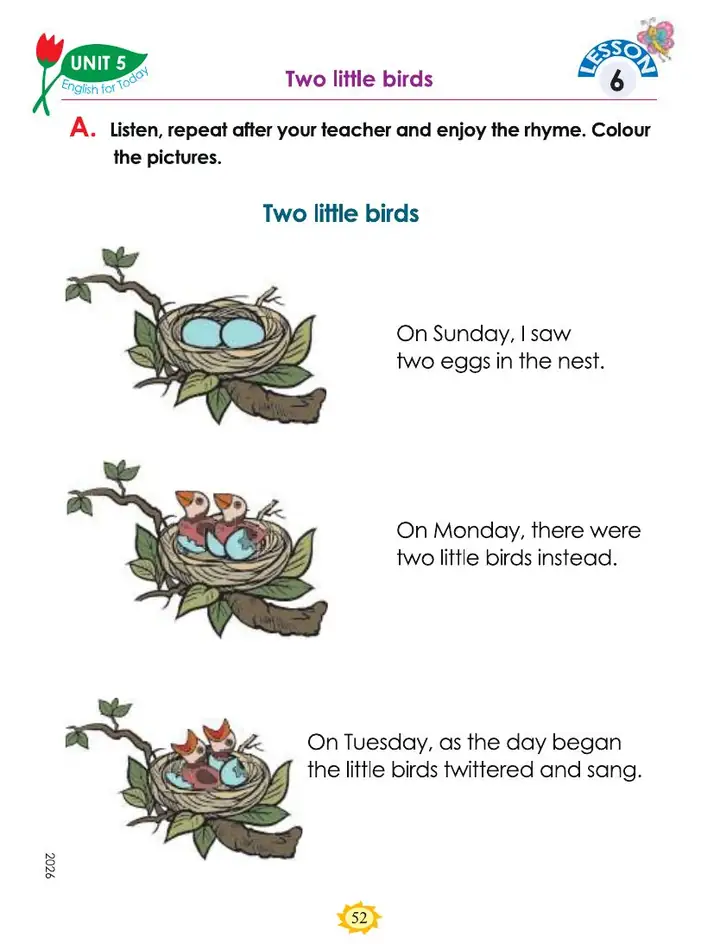 UNIT 5
English for Today
Two little birds
LESSON
6
A. Listen, repeat after your teacher and enjoy the rhyme. Colour
the pictures.
Two little birds
On Sunday, I saw
two eggs in the nest.
On Monday, there were
two little birds instead.
On Tuesday, as the day began
the little birds twittered and sang.
2026
52